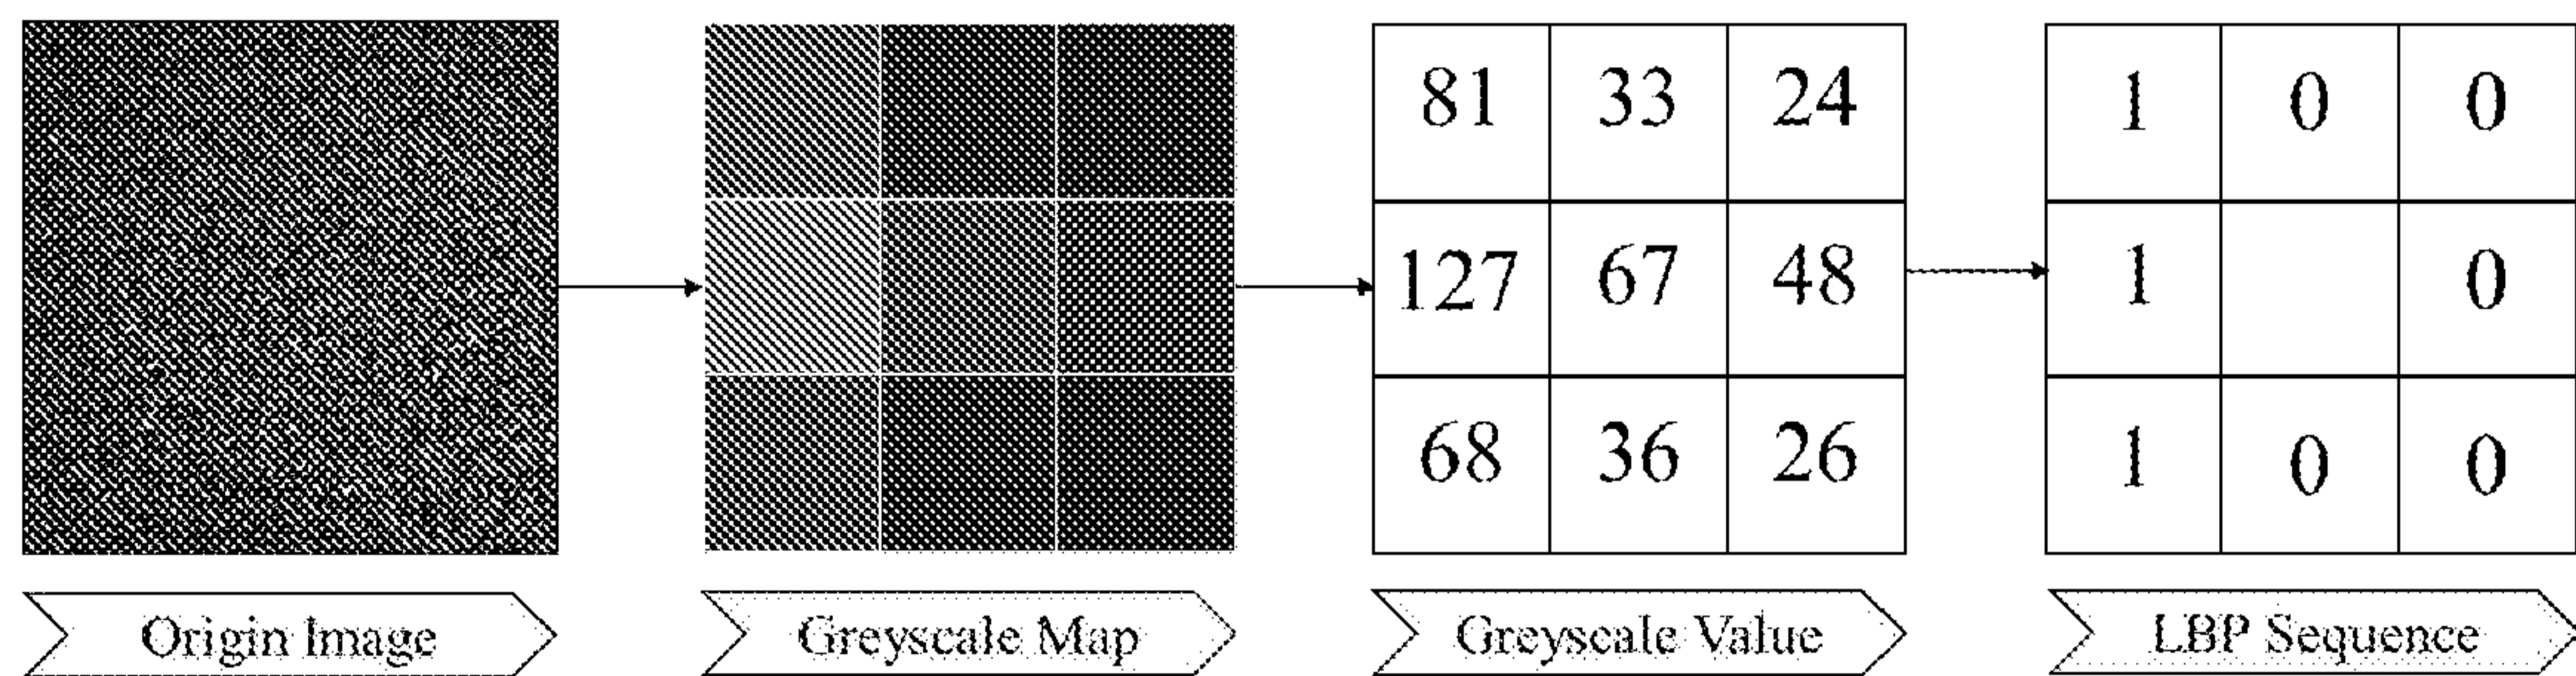 81 33 24 1 0 0
127 67 48 1 0
68 36 26 1 0 0
Origin Image Greyscale Map Greyscale Value LBP Sequence